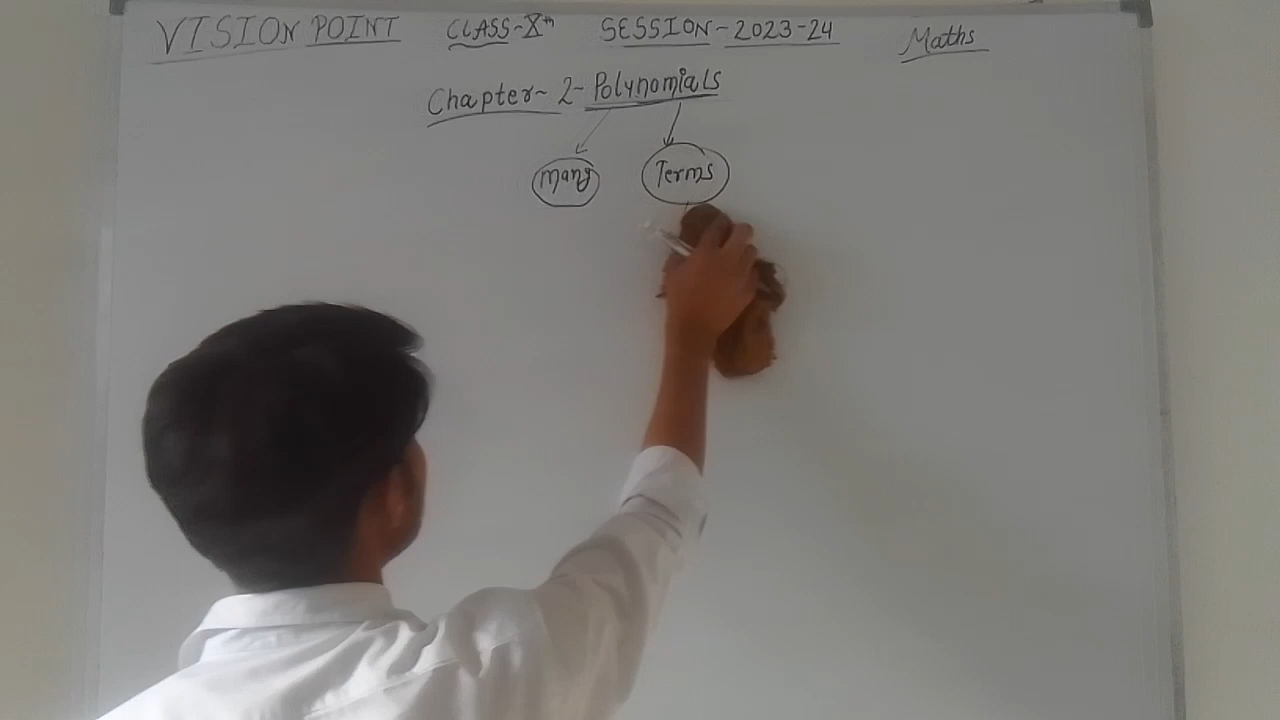 VISION POINT CLASS-Xth SESSION-2023-24 Maths
Chapter-2-Polynomials
Many Terms